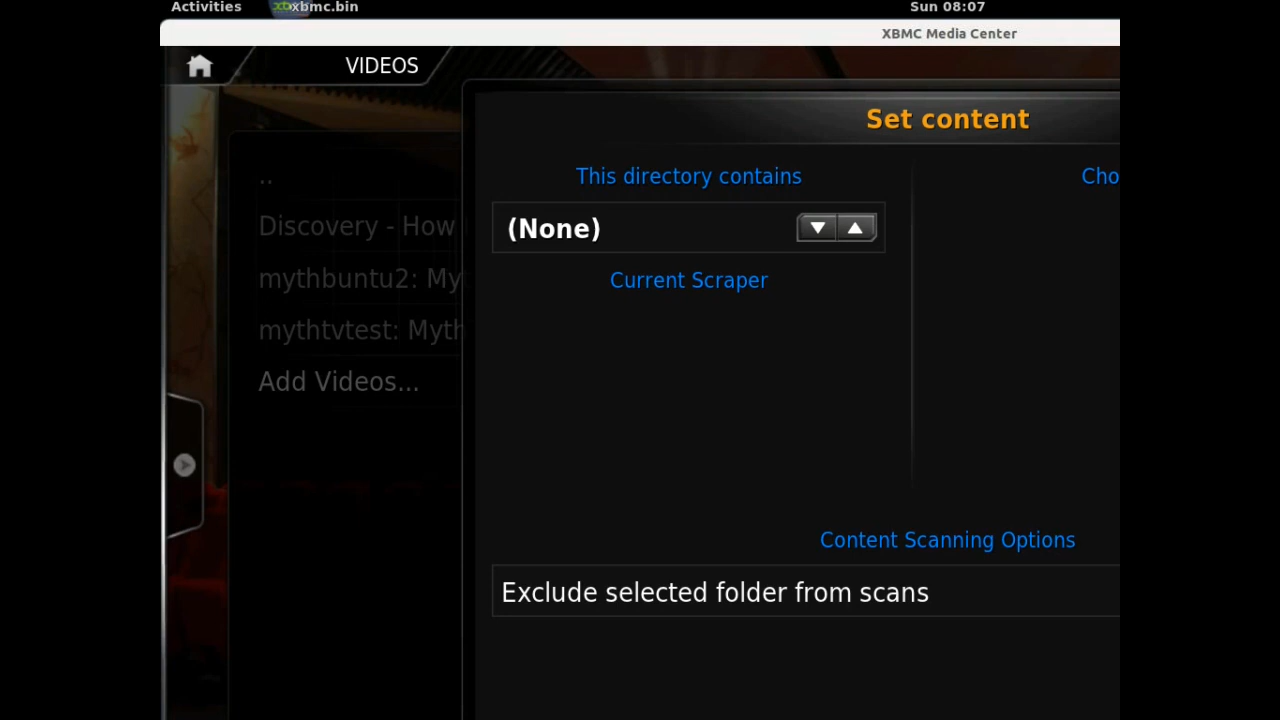 Activities xbmc.bin Sun 08:07
XBMC Media Center
VIDEOS
Set content
This directory contains
Cho
..
(None)
Discovery - How
Current Scraper
mythbuntu2: My
mythtvtest: Myth
Add Videos...
Content Scanning Options
Exclude selected folder from scans